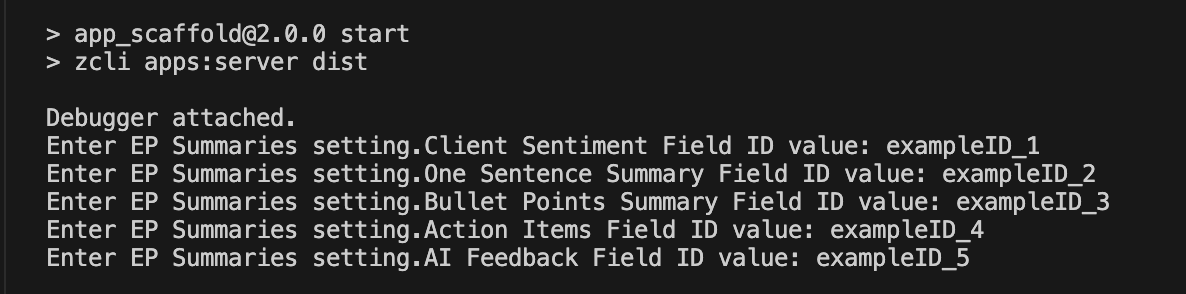 > app_scaffold@2.0.0 start
> zcli apps:server dist
Debugger attached.
Enter EP Summaries setting.Client Sentiment Field ID value: exampleID_1
Enter EP Summaries setting.One Sentence Summary Field ID value: exampleID_2
Enter EP Summaries setting.Bullet Points Summary Field ID value: exampleID_3
Enter EP Summaries setting.Action Items Field ID value: exampleID_4
Enter EP Summaries setting.AI Feedback Field ID value: exampleID_5